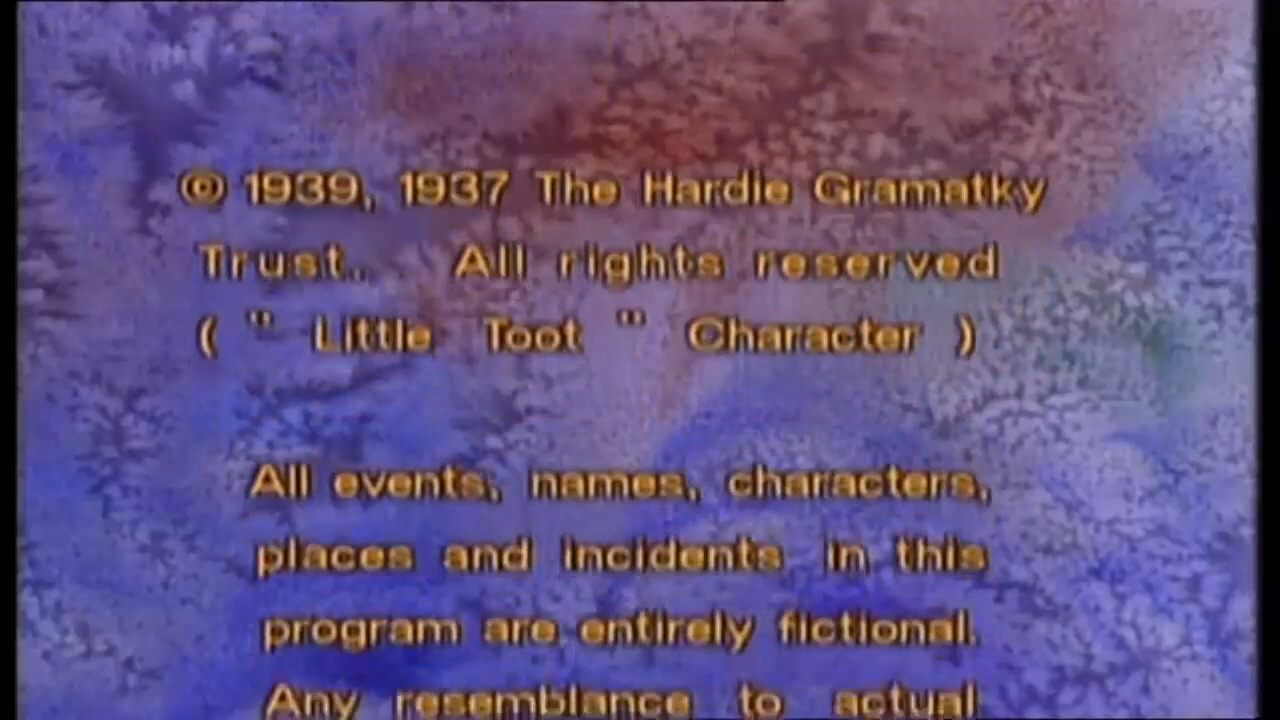 © 1939, 1937 The Hardie Gramatky
Trust.. All rights reserved
( " Little Toot " Character )
All events, names, characters,
places and incidents in this
program are entirely fictional.
Any resemblance to actual